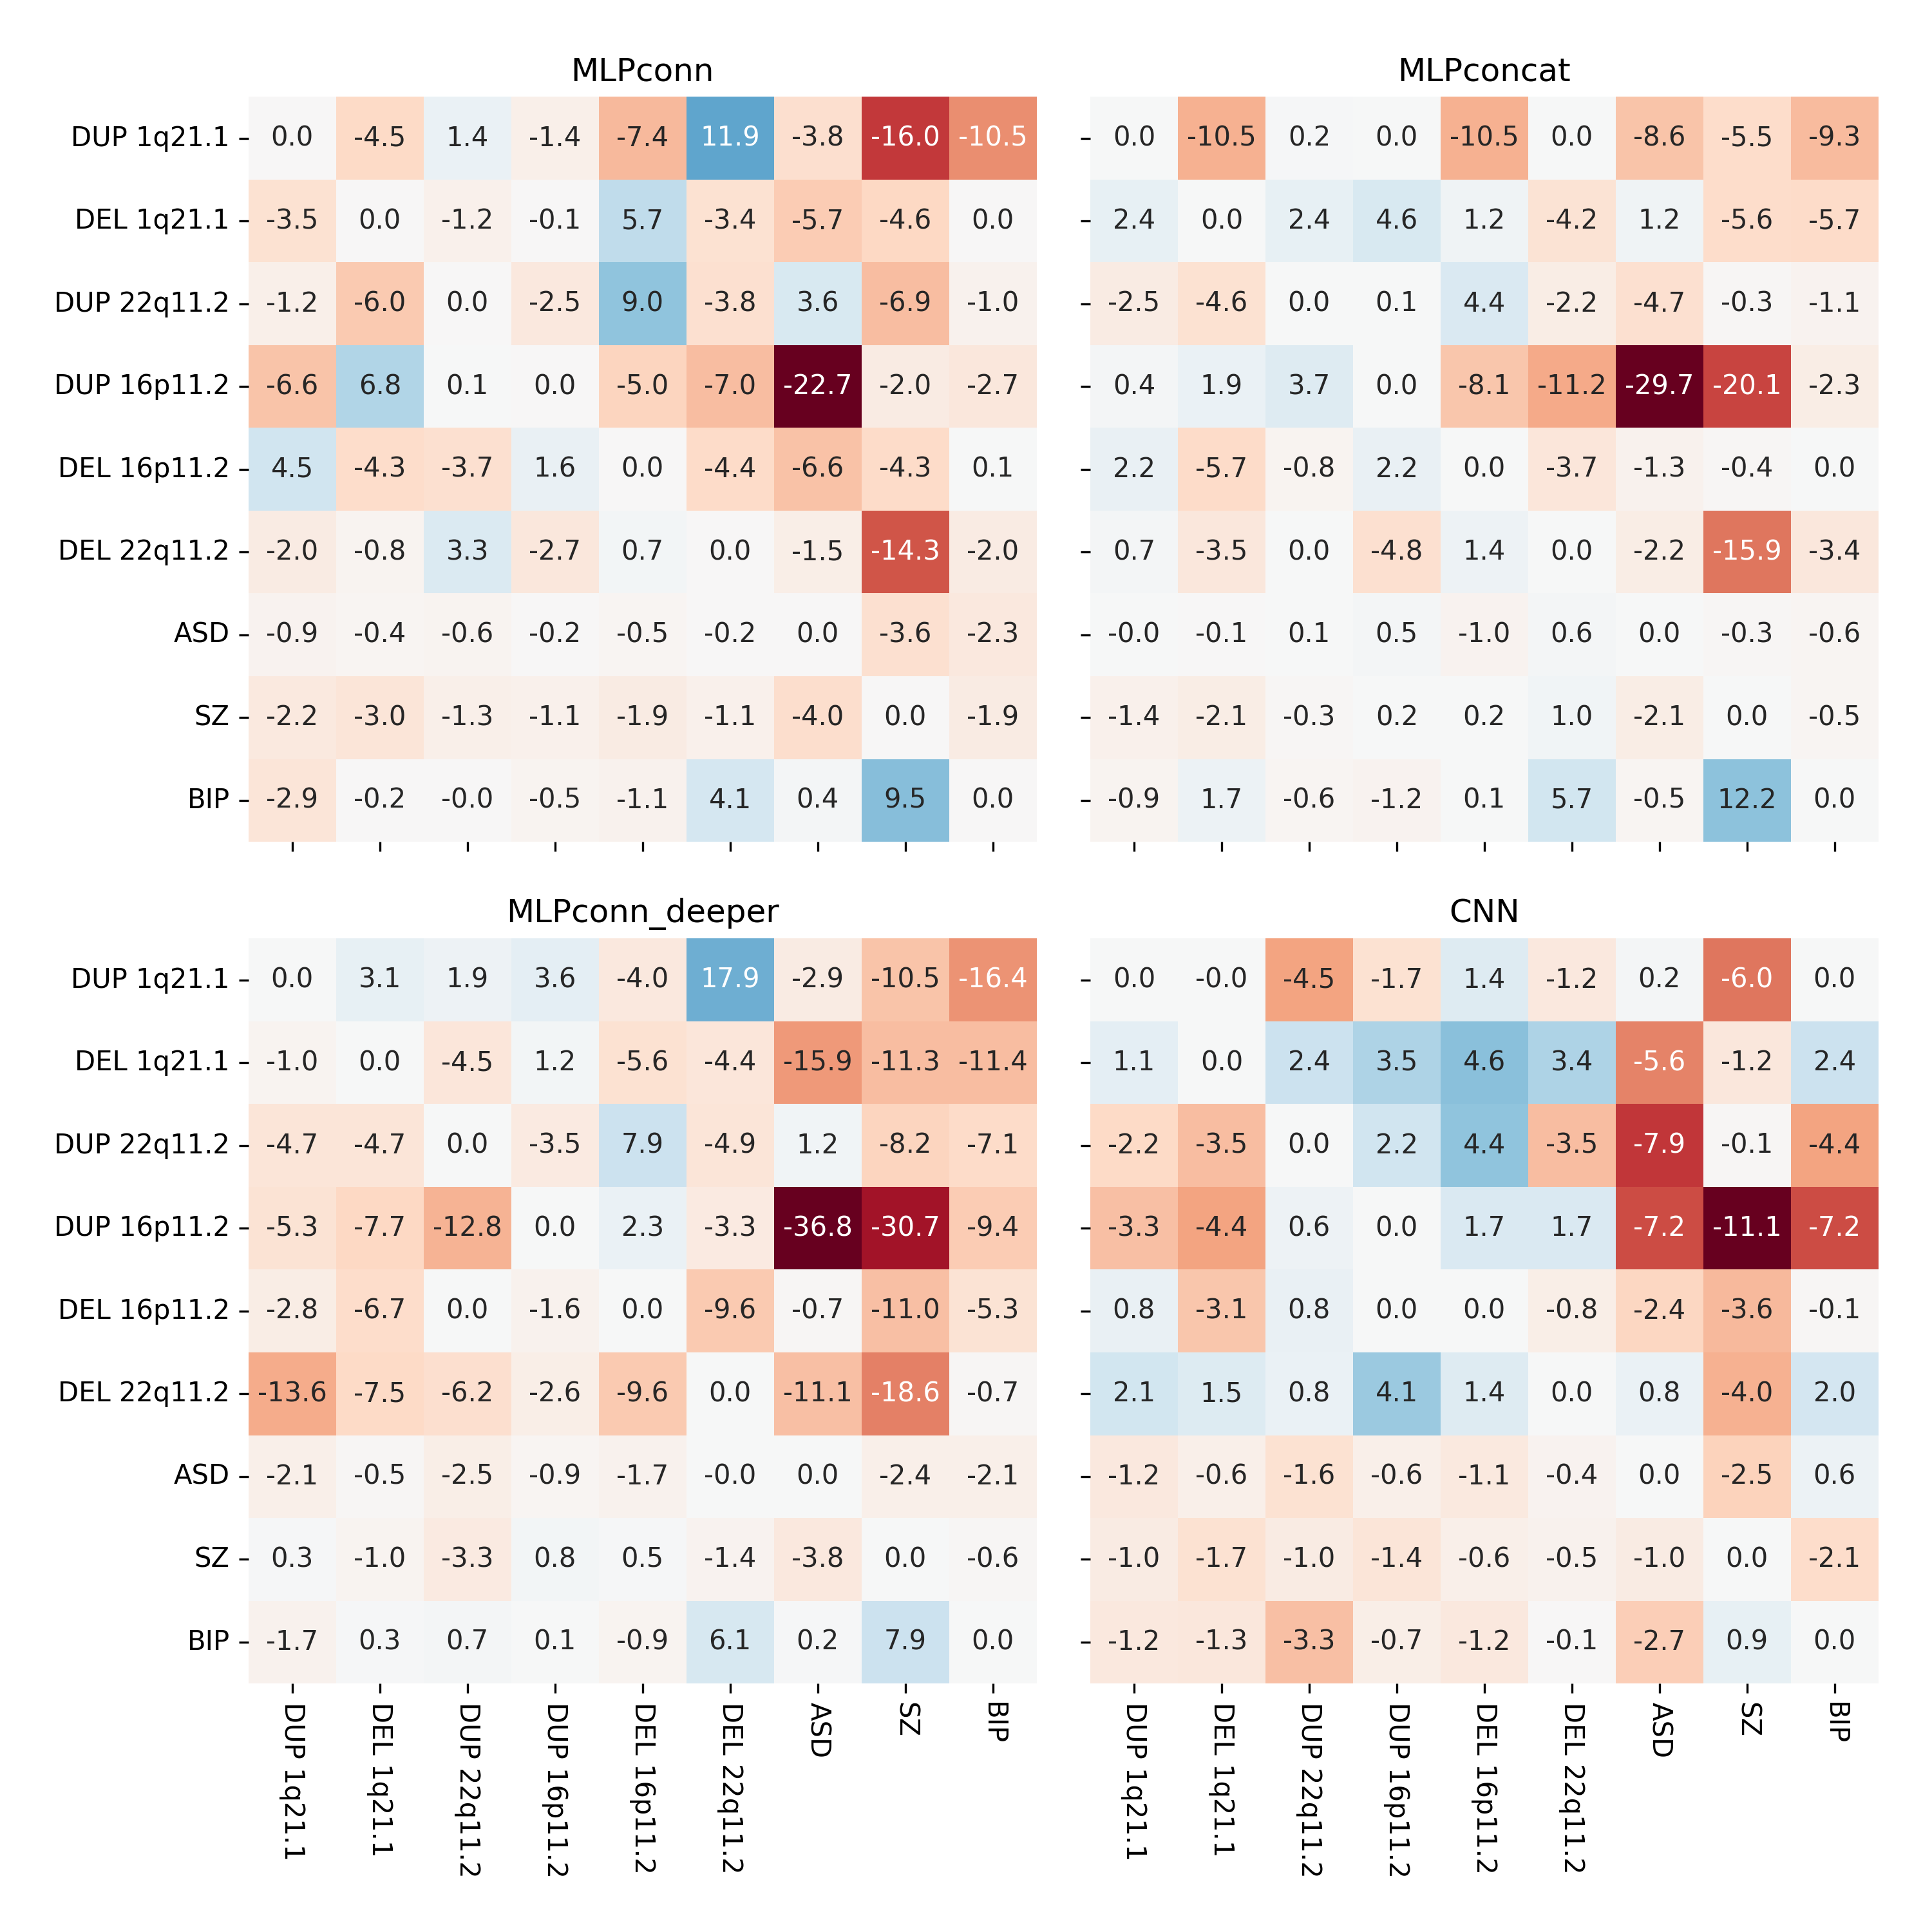 MLPconn
DUP 1q21.1 0.0 -4.5 1.4 -1.4 -7.4 11.9 -3.8 -16.0 -10.5
DEL 1q21.1 -3.5 0.0 -1.2 -0.1 5.7 -3.4 -5.7 -4.6 0.0
DUP 22q11.2 -1.2 -6.0 0.0 -2.5 9.0 -3.8 3.6 -6.9 -1.0
DUP 16p11.2 -6.6 6.8 0.1 0.0 -5.0 -7.0 -22.7 -2.0 -2.7
DEL 16p11.2 4.5 -4.3 -3.7 1.6 0.0 -4.4 -6.6 -4.3 0.1
DEL 22q11.2 -2.0 -0.8 3.3 -2.7 0.7 0.0 -1.5 -14.3 -2.0
ASD -0.9 -0.4 -0.6 -0.2 -0.5 -0.2 0.0 -3.6 -2.3
SZ -2.2 -3.0 -1.3 -1.1 -1.9 -1.1 -4.0 0.0 -1.9
BIP -2.9 -0.2 -0.0 -0.5 -1.1 4.1 0.4 9.5 0.0
MLPconcat
0.0 -10.5 0.2 0.0 -10.5 0.0 -8.6 -5.5 -9.3
2.4 0.0 2.4 4.6 1.2 -4.2 1.2 -5.6 -5.7
-2.5 -4.6 0.0 0.1 4.4 -2.2 -4.7 -0.3 -1.1
0.4 1.9 3.7 0.0 -8.1 -11.2 -29.7 -20.1 -2.3
2.2 -5.7 -0.8 2.2 0.0 -3.7 -1.3 -0.4 0.0
0.7 -3.5 0.0 -4.8 1.4 0.0 -2.2 -15.9 -3.4
-0.0 -0.1 0.1 0.5 -1.0 0.6 0.0 -0.3 -0.6
-1.4 -2.1 -0.3 0.2 0.2 1.0 -2.1 0.0 -0.5
-0.9 1.7 -0.6 -1.2 0.1 5.7 -0.5 12.2 0.0
MLPconn_deeper
DUP 1q21.1 0.0 3.1 1.9 3.6 -4.0 17.9 -2.9 -10.5 -16.4
DEL 1q21.1 -1.0 0.0 -4.5 1.2 -5.6 -4.4 -15.9 -11.3 -11.4
DUP 22q11.2 -4.7 -4.7 0.0 -3.5 7.9 -4.9 1.2 -8.2 -7.1
DUP 16p11.2 -5.3 -7.7 -12.8 0.0 2.3 -3.3 -36.8 -30.7 -9.4
DEL 16p11.2 -2.8 -6.7 0.0 -1.6 0.0 -9.6 -0.7 -11.0 -5.3
DEL 22q11.2 -13.6 -7.5 -6.2 -2.6 -9.6 0.0 -11.1 -18.6 -0.7
ASD -2.1 -0.5 -2.5 -0.9 -1.7 -0.0 0.0 -2.4 -2.1
SZ 0.3 -1.0 -3.3 0.8 0.5 -1.4 -3.8 0.0 -0.6
BIP -1.7 0.3 0.7 0.1 -0.9 6.1 0.2 7.9 0.0
DUP 1q21.1 DEL 1q21.1 DUP 22q11.2 DUP 16p11.2 DEL 16p11.2 DEL 22q11.2 ASD SZ BIP
CNN
0.0 -0.0 -4.5 -1.7 1.4 -1.2 0.2 -6.0 0.0
1.1 0.0 2.4 3.5 4.6 3.4 -5.6 -1.2 2.4
-2.2 -3.5 0.0 2.2 4.4 -3.5 -7.9 -0.1 -4.4
-3.3 -4.4 0.6 0.0 1.7 1.7 -7.2 -11.1 -7.2
0.8 -3.1 0.8 0.0 0.0 -0.8 -2.4 -3.6 -0.1
2.1 1.5 0.8 4.1 1.4 0.0 0.8 -4.0 2.0
-1.2 -0.6 -1.6 -0.6 -1.1 -0.4 0.0 -2.5 0.6
-1.0 -1.7 -1.0 -1.4 -0.6 -0.5 -1.0 0.0 -2.1
-1.2 -1.3 -3.3 -0.7 -1.2 -0.1 -2.7 0.9 0.0
DUP 1q21.1 DEL 1q21.1 DUP 22q11.2 DUP 16p11.2 DEL 16p11.2 DEL 22q11.2 ASD SZ BIP